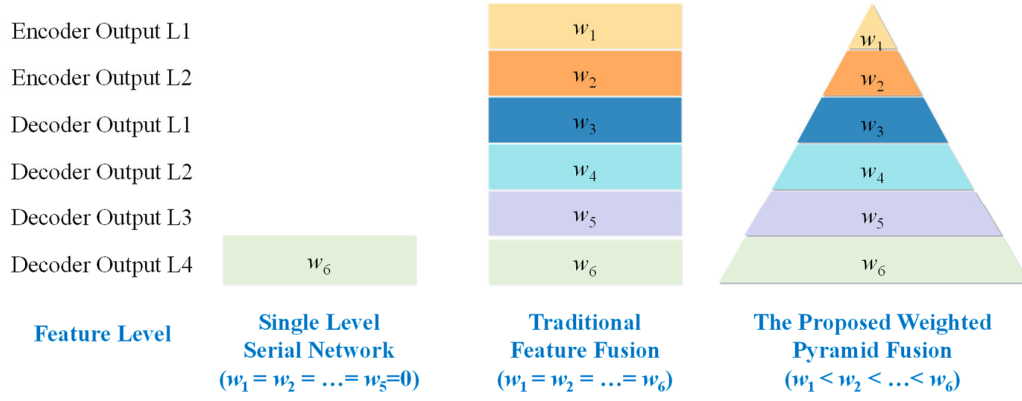 Encoder Output L1 w1 w1
Encoder Output L2 w2 w2
Decoder Output L1 w3 w3
Decoder Output L2 w4 w4
Decoder Output L3 w5 w5
Decoder Output L4 w6 w6 w6
Feature Level
Single Level
Serial Network
(w1 = w2 = …= w5=0)
Traditional
Feature Fusion
(w1 = w2 = …= w6)
The Proposed Weighted
Pyramid Fusion
(w1 < w2 < …< w6)